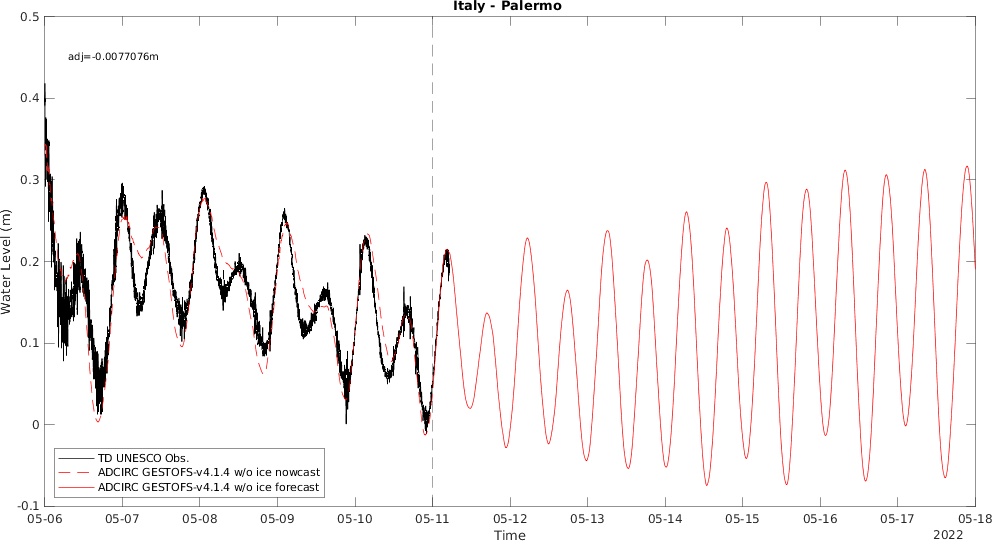 Italy - Palermo
adj=-0.0077076m
0.5
0.4
0.3
0.2
0.1
0
-0.1
Water Level (m)
TD UNESCO Obs.
ADCIRC GESTOFS-v4.1.4 w/o ice nowcast
ADCIRC GESTOFS-v4.1.4 w/o ice forecast
05-06 05-07 05-08 05-09 05-10 05-11 05-12 05-13 05-14 05-15 05-16 05-17 05-18
Time
2022